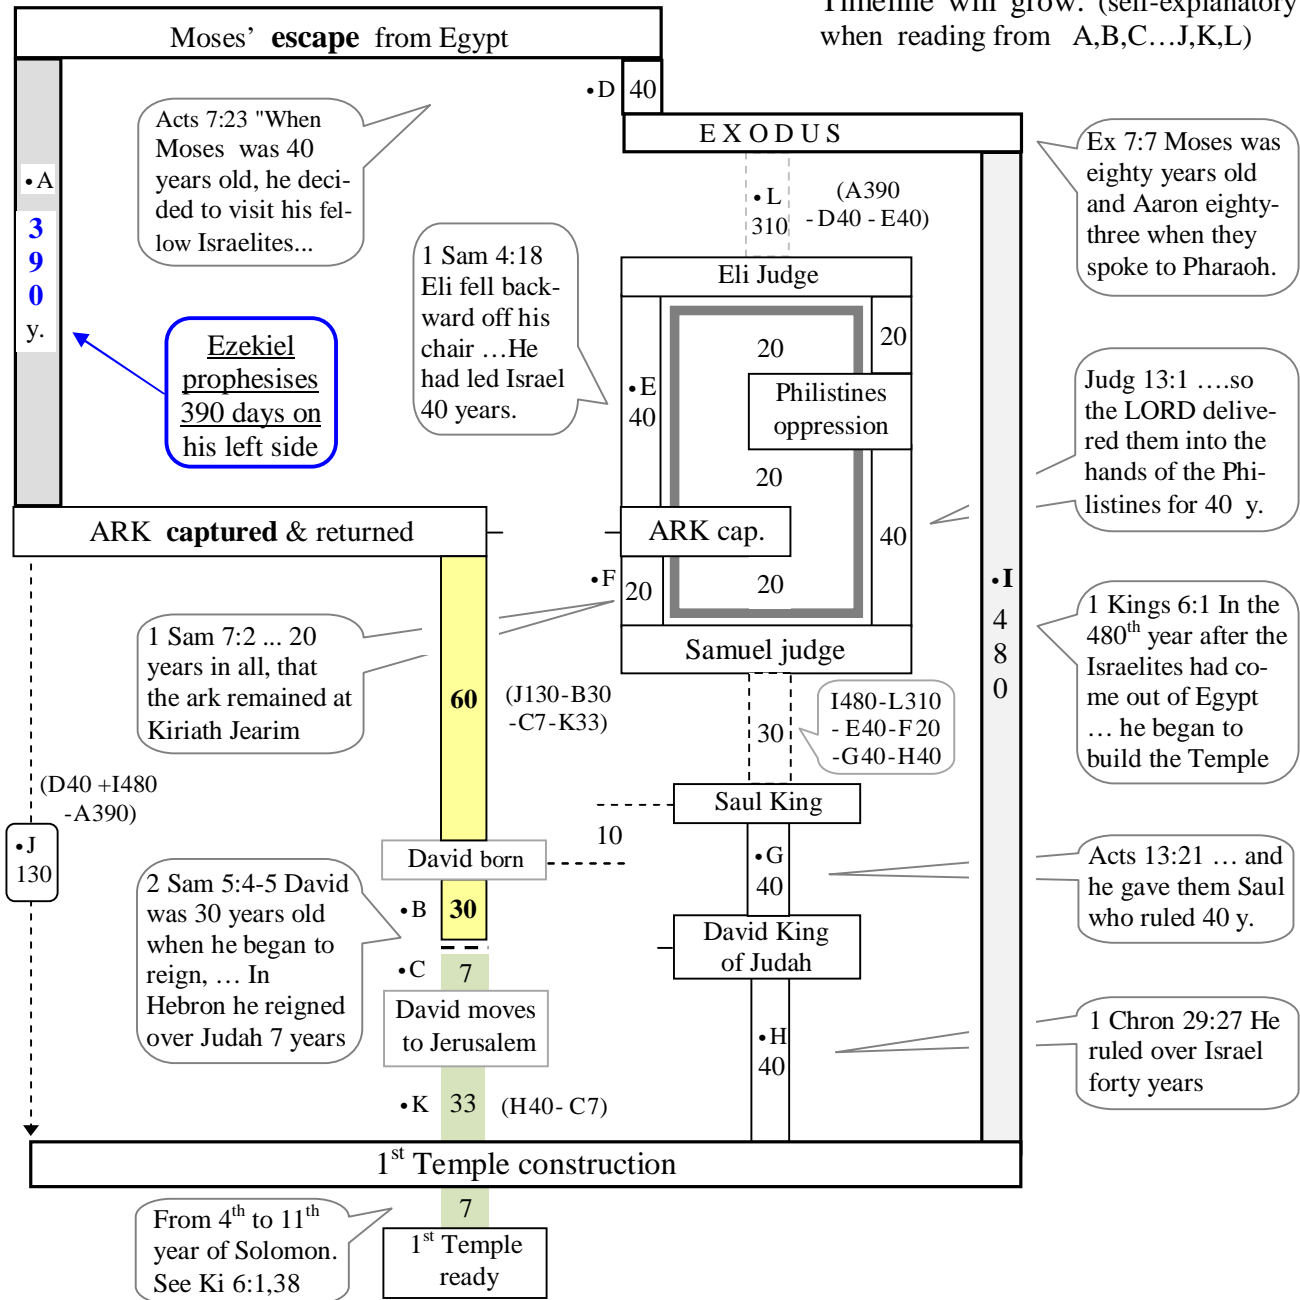 Timeline will grow. (self-explanatory
when reading from A,B,C…J,K,L)
Moses’ escape from Egypt
•D 40
EXODUS
Acts 7:23 "When
Moses was 40
years old, he deci-
ded to visit his fel-
low Israelites...
Ex 7:7 Moses was
eighty years old
and Aaron eighty-
three when they
spoke to Pharaoh.
•A
3
9
0
y.
•L
310
(A390
- D40 - E40)
1 Sam 4:18
Eli fell back-
ward off his
chair …He
had led Israel
40 years.
Eli Judge
Ezekiel
prophesises
390 days on
his left side
20
20
Philistines
oppression
•E
40
20
Judg 13:1 ….so
the LORD delive-
red them into the
hands of the Phi-
listines for 40 y.
ARK captured & returned
ARK cap.
40
•F 20
20
Samuel judge
•I
4
8
0
1 Sam 7:2 ... 20
years in all, that
the ark remained at
Kiriath Jearim
60
(J130-B30
-C7-K33)
30
I480-L310
- E40-F20
-G40-H40
1 Kings 6:1 In the
480th year after the
Israelites had co-
me out of Egypt
… he began to
build the Temple
(D40 +I480
-A390)
•J
130
Saul King
10
David born
•G
40
Acts 13:21 … and
he gave them Saul
who ruled 40 y.
2 Sam 5:4-5 David
was 30 years old
when he began to
reign, … In
Hebron he reigned
over Judah 7 years
•B 30
•C 7
David King
of Judah
David moves
to Jerusalem
•H
40
1 Chron 29:27 He
ruled over Israel
forty years
•K 33 (H40- C7)
1st Temple construction
7
From 4th to 11th
year of Solomon.
See Ki 6:1,38
1st Temple
ready